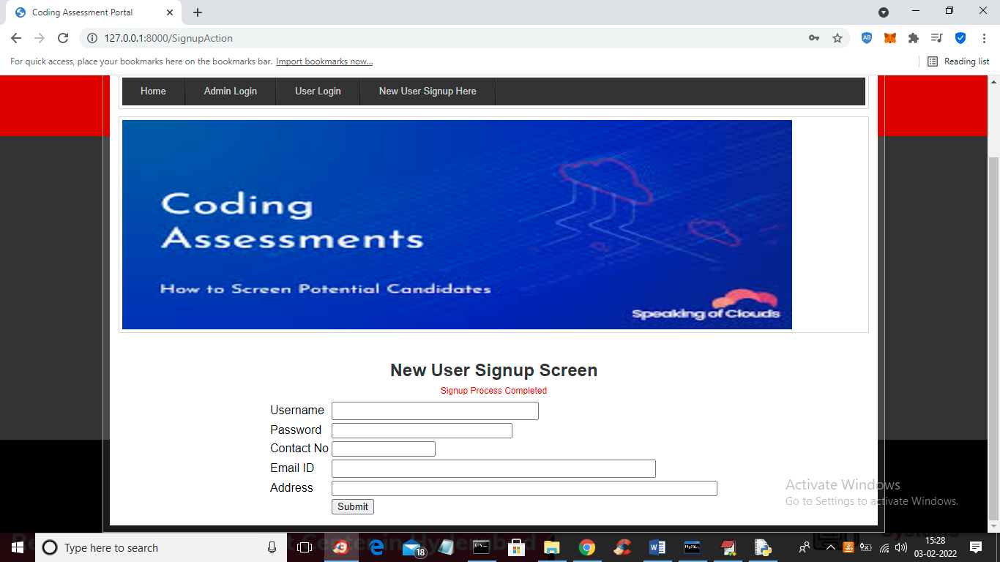 Coding Assessment Portal
127.0.0.1:8000/SignupAction
For quick access, place your bookmarks here on the bookmarks bar. Import bookmarks now...
Reading list
Home Admin Login User Login New User Signup Here
Coding
Assessments
How to Screen Potential Candidates
Speaking of Clouds
New User Signup Screen
Signup Process Completed
Username
Password
Contact No
Email ID
Address
Submit
Activate Windows
Go to Settings to activate Windows.
Type here to search
18
MySQL
15:28
03-02-2022